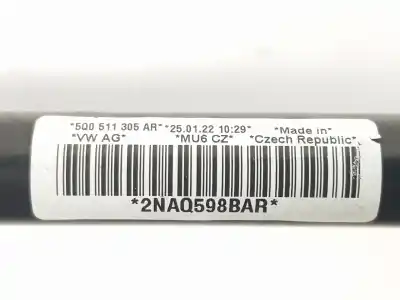 *5Q0 511 305 AR* *25.01.22 10:29* *Made in*
*VW AG* *MU6 CZ* *Czech Republic*
*2NAQ598BAR*